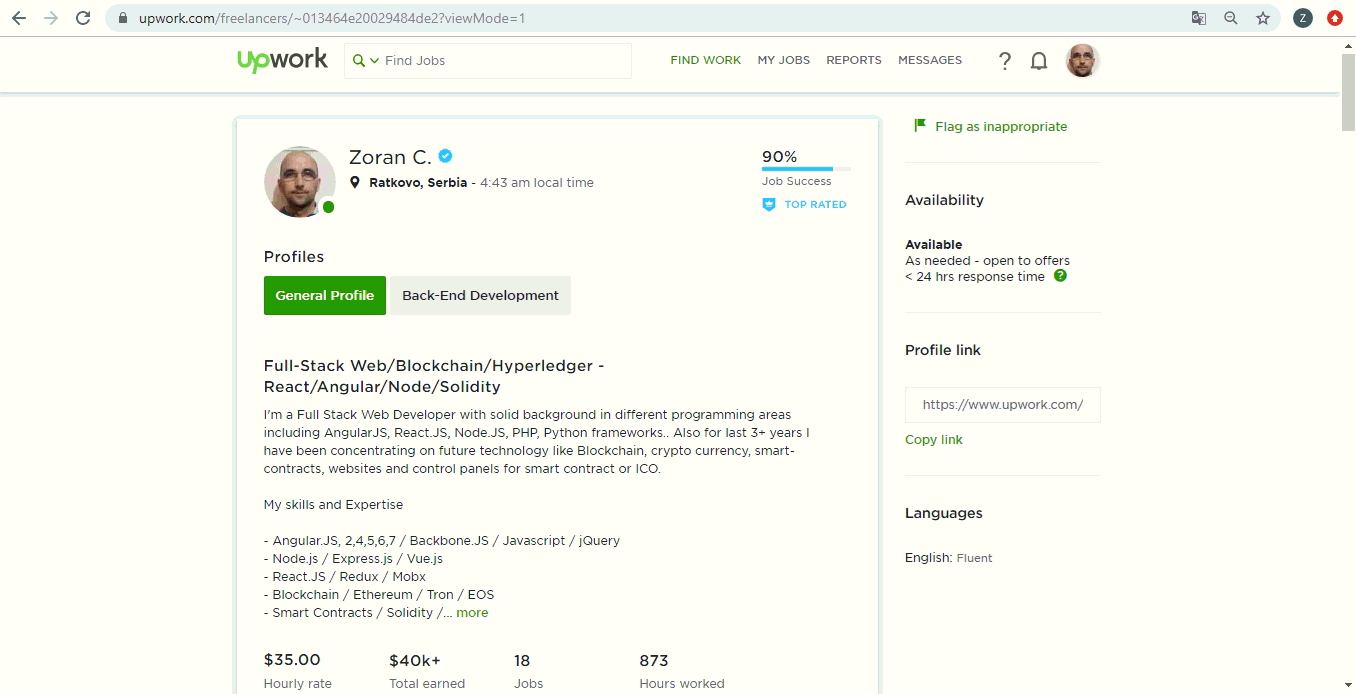 upwork.com/freelancers/~013464e20029484de2?viewMode=1
Z
upwork
Find Jobs
FIND WORK
MY JOBS
REPORTS
MESSAGES
?
Zoran C.
Ratkovo, Serbia - 4:43 am local time
90%
Job Success
TOP RATED
Profiles
General Profile
Back-End Development
Full-Stack Web/Blockchain/Hyperledger -
React/Angular/Node/Solidity
I'm a Full Stack Web Developer with solid background in different programming areas
including AngularJS, React.JS, Node.JS, PHP, Python frameworks.. Also for last 3+ years I
have been concentrating on future technology like Blockchain, crypto currency, smart-
contracts, websites and control panels for smart contract or ICO.
My skills and Expertise
- Angular.JS, 2,4,5,6,7 / Backbone.JS / Javascript / jQuery
- Node.js / Express.js / Vue.js
- React.JS / Redux / Mobx
- Blockchain / Ethereum / Tron / EOS
- Smart Contracts / Solidity /... more
$35.00
Hourly rate
$40k+
Total earned
18
Jobs
873
Hours worked
Flag as inappropriate
Availability
Available
As needed - open to offers
< 24 hrs response time ?
Profile link
https://www.upwork.com/
Copy link
Languages
English: Fluent